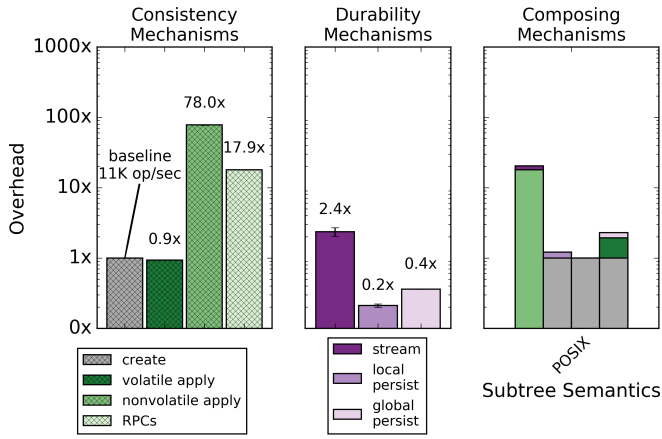 Consistency
Mechanisms
Durability
Mechanisms
Composing
Mechanisms
Overhead
1000x
100x
10x
1x
0x
baseline
11K op/sec
0.9x
78.0x
17.9x
2.4x
0.2x
0.4x
POSIX
Subtree Semantics
create
volatile apply
nonvolatile apply
RPCs
stream
local
persist
global
persist